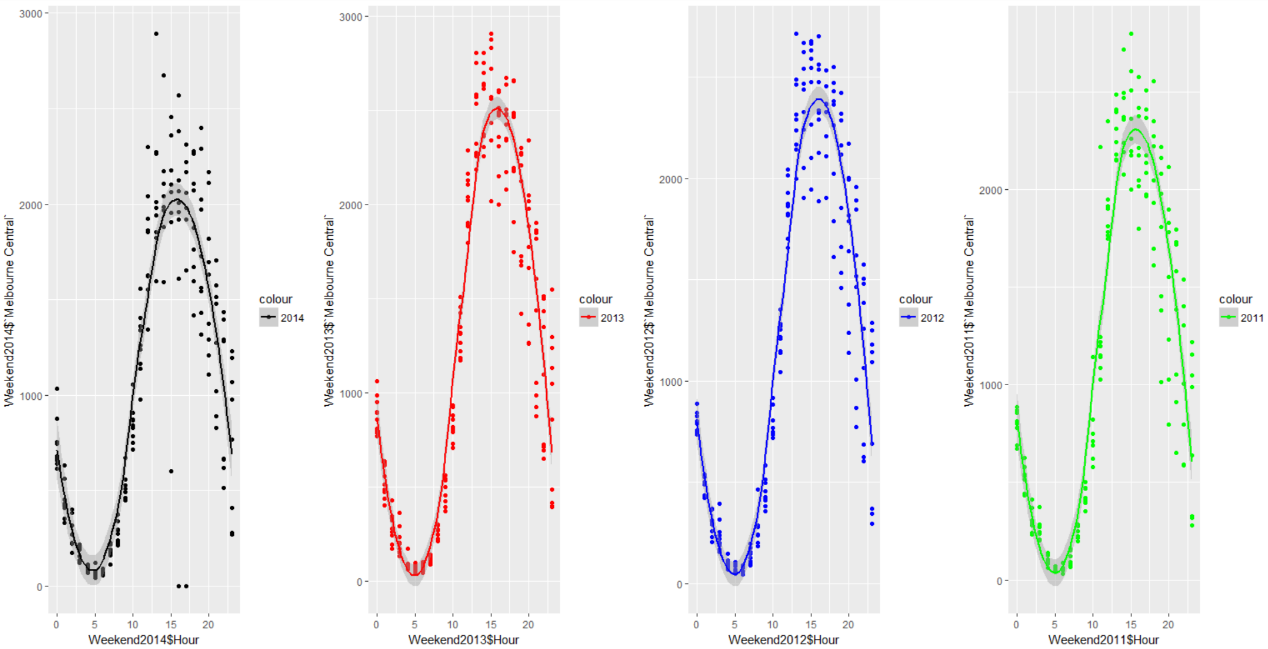 3000
2000
1000
0
Weekend2014$`Melbourne Central`
0 5 10 15 20
Weekend2014$Hour
colour
2014
3000
2000
1000
0
Weekend2013$`Melbourne Central`
0 5 10 15 20
Weekend2013$Hour
colour
2013
2000
1000
0
Weekend2012$`Melbourne Central`
0 5 10 15 20
Weekend2012$Hour
colour
2012
2000
1000
0
Weekend2011$`Melbourne Central`
0 5 10 15 20
Weekend2011$Hour
colour
2011